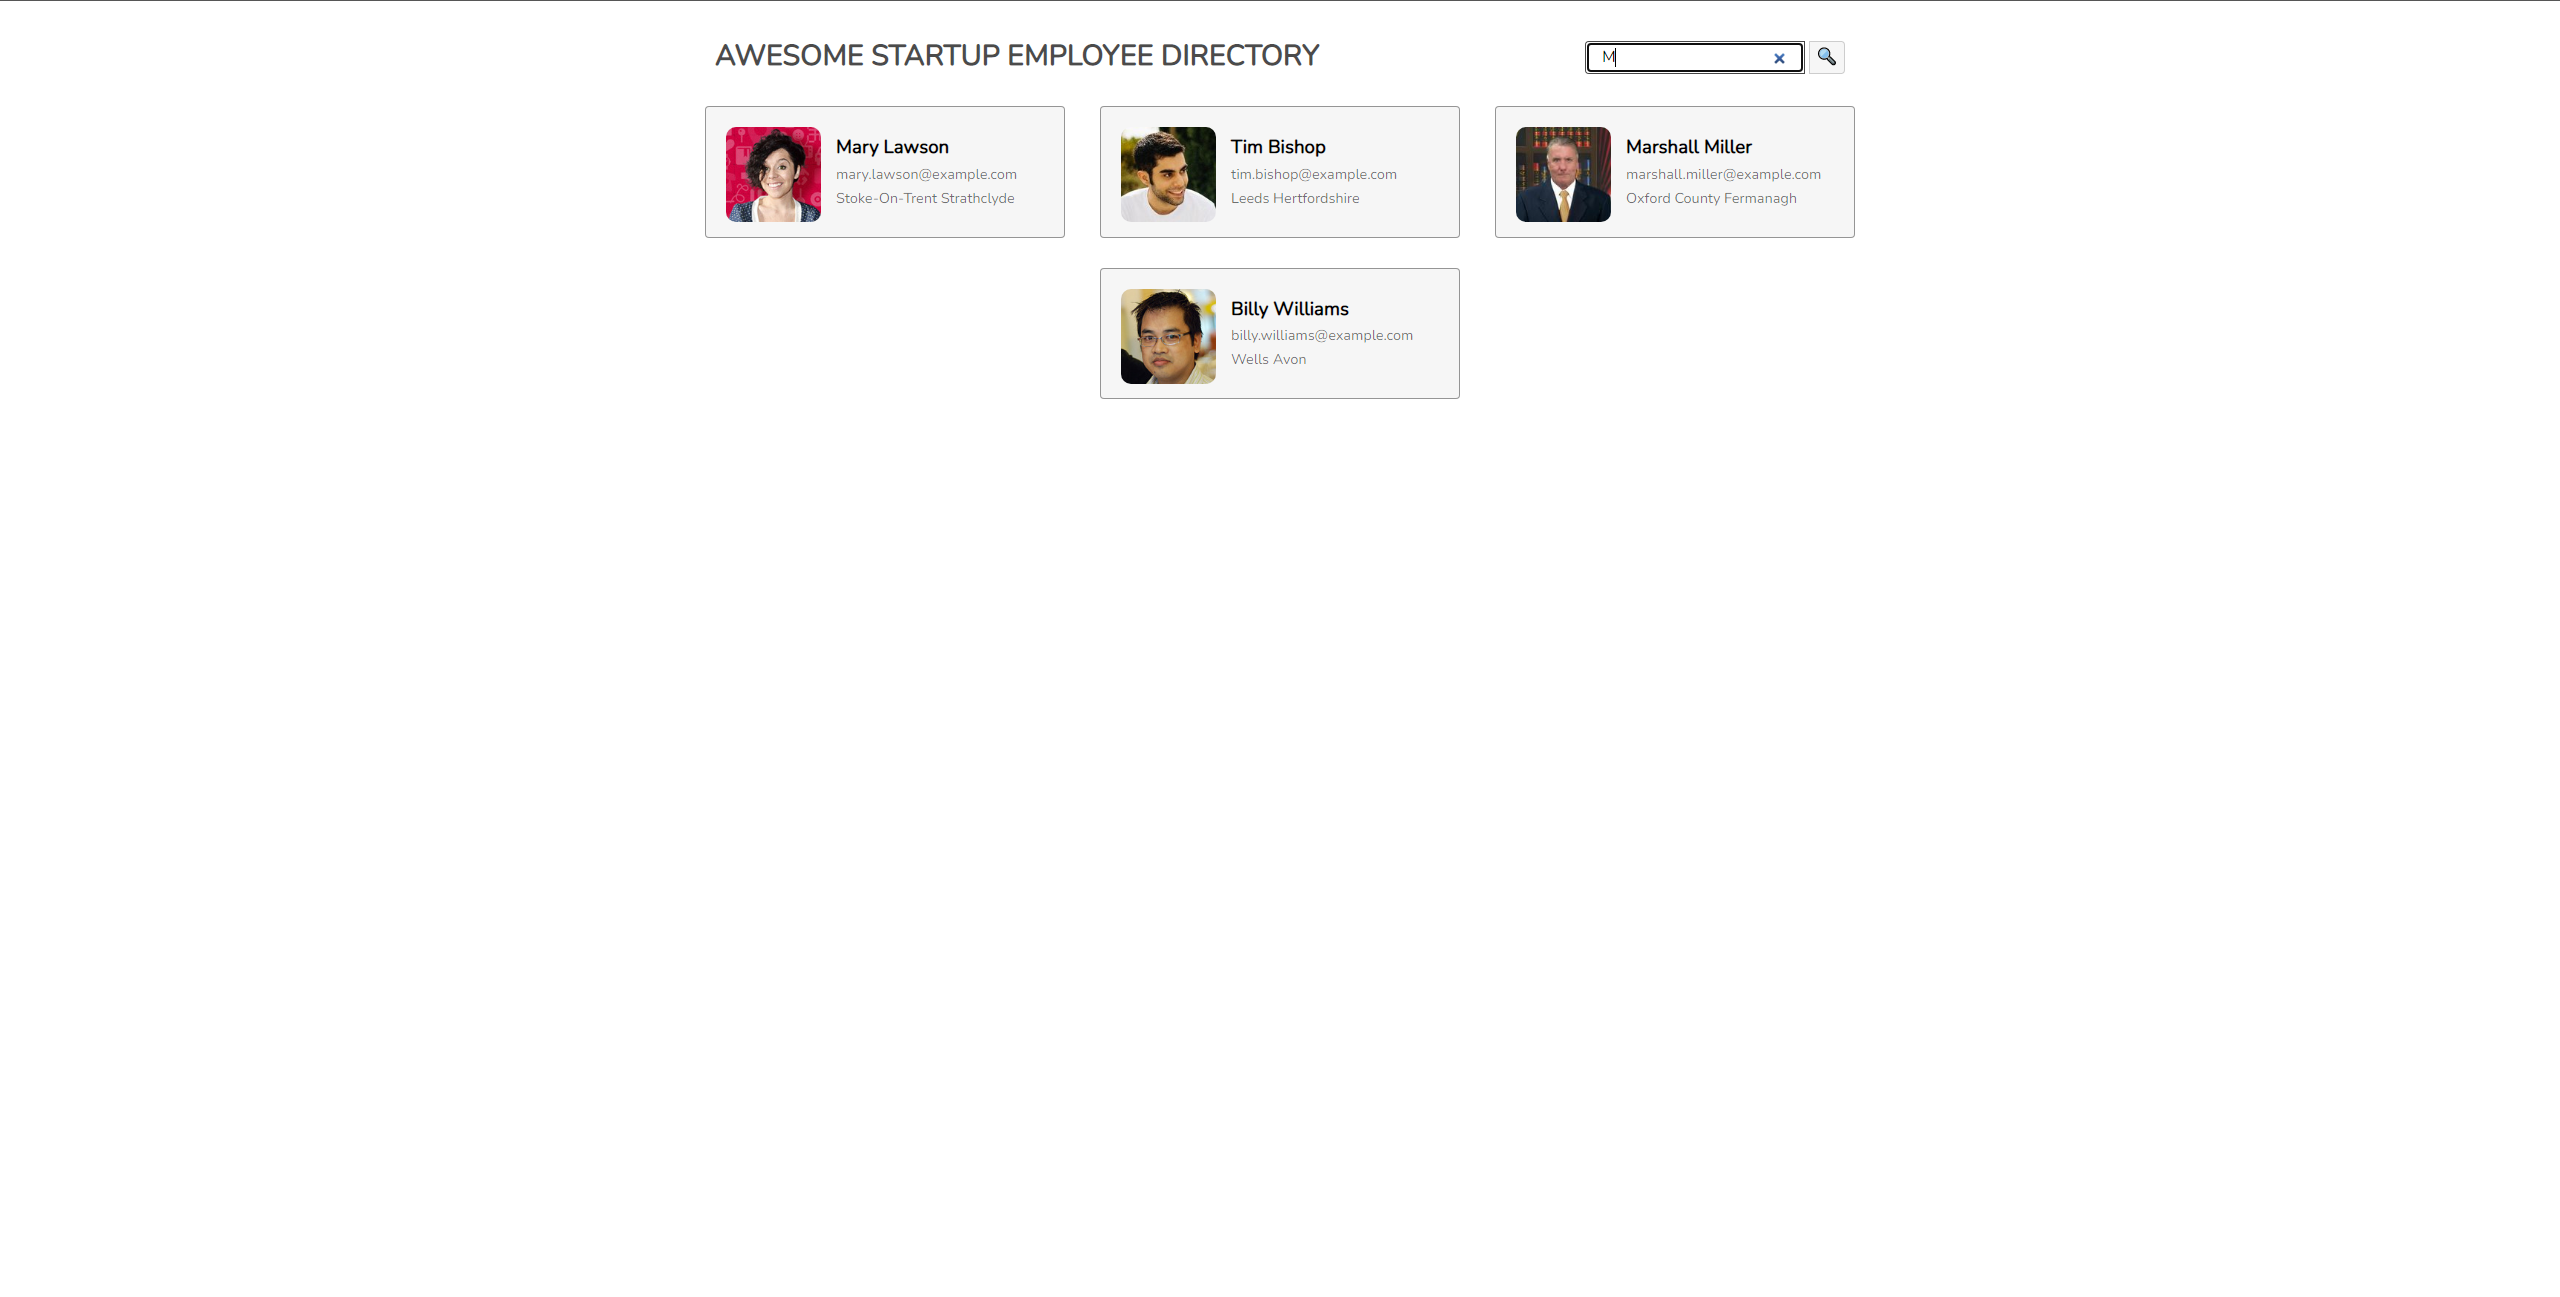 AWESOME STARTUP EMPLOYEE DIRECTORY
M
Mary Lawson
mary.lawson@example.com
Stoke-On-Trent Strathclyde
Tim Bishop
tim.bishop@example.com
Leeds Hertfordshire
Marshall Miller
marshall.miller@example.com
Oxford County Fermanagh
Billy Williams
billy.williams@example.com
Wells Avon